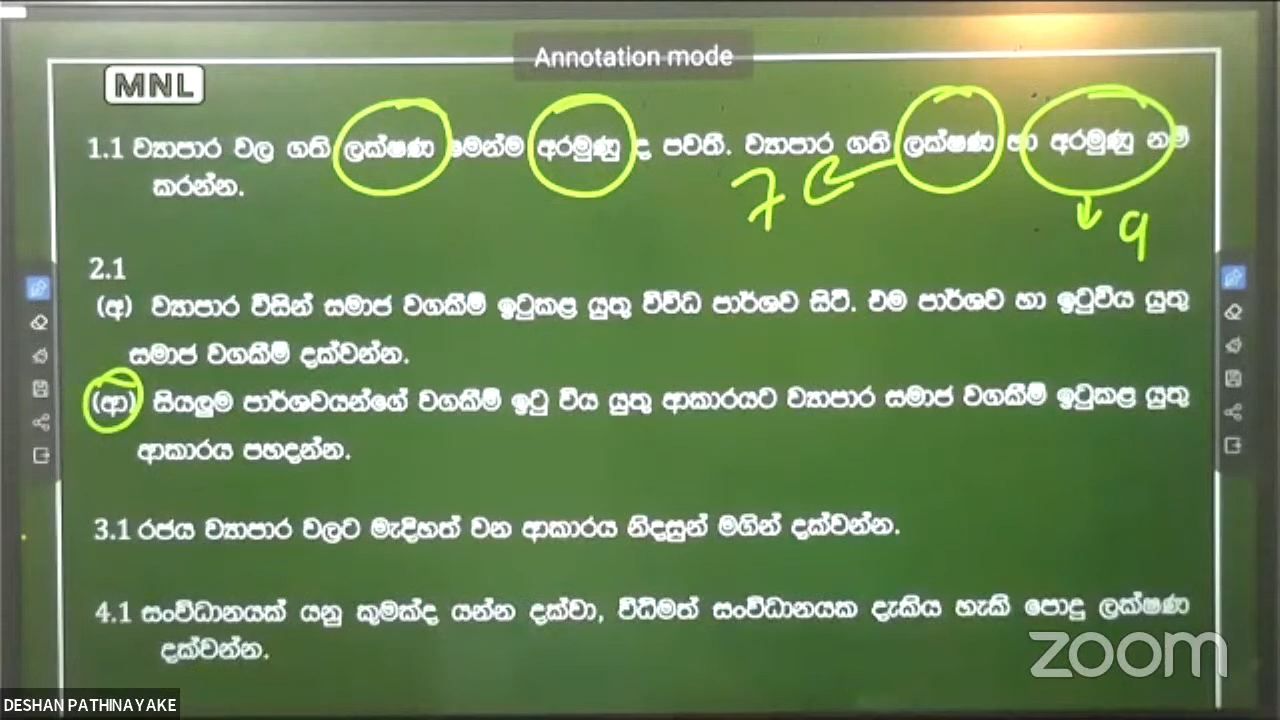 Annotation mode
MNL
1.1 ව්‍යාපාර වල ගති ලක්ෂණ මෙන්ම අරමුණු ද පවතී. ව්‍යාපාර ගති ලක්ෂණ හා අරමුණු නම්
කරන්න.
7
9
2.1
(අ) ව්‍යාපාර විසින් සමාජ වගකීම් ඉටුකළ යුතු විවිධ පාර්ශව සිටී. එම පාර්ශව හා ඉටුවිය යුතු
සමාජ වගකීම් දක්වන්න.
(ආ) සියලුම පාර්ශවයන්ගේ වගකීම් ඉටු විය යුතු ආකාරයට ව්‍යාපාර සමාජ වගකීම් ඉටුකළ යුතු
ආකාරය පහදන්න.
3.1 රජය ව්‍යාපාර වලට මැදිහත් වන ආකාරය නිදසුන් මගින් දක්වන්න.
4.1 සංවිධානයක් යනු කුමක්ද යන්න දක්වා, විධිමත් සංවිධානයක දැකිය හැකි පොදු ලක්ෂණ
දක්වන්න.
zoom
DESHAN PATHINAYAKE